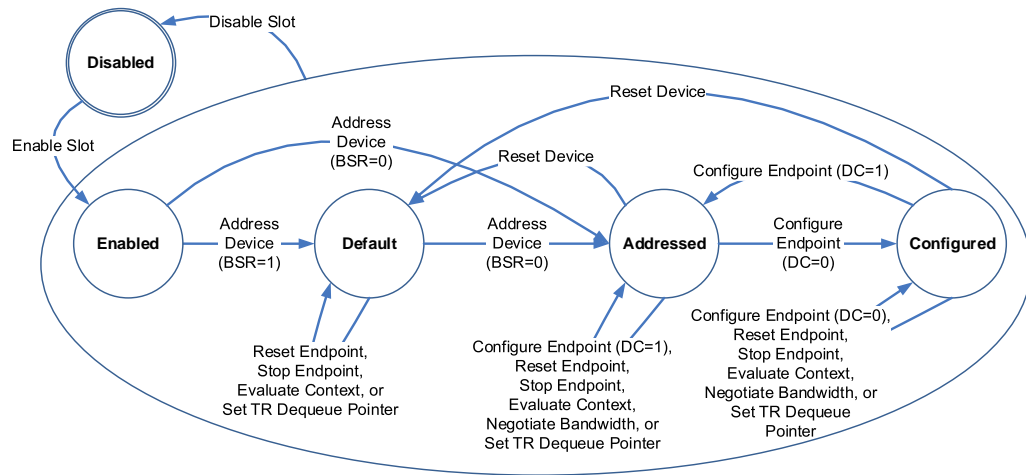 Disable Slot
Disabled
Enable Slot
Reset Device
Address
Device
(BSR=0)
Reset Device
Configure Endpoint (DC=1)
Enabled
Address
Device
(BSR=1)
Default
Address
Device
(BSR=0)
Addressed
Configure
Endpoint
(DC=0)
Configured
Reset Endpoint,
Stop Endpoint,
Evaluate Context, or
Set TR Dequeue Pointer
Configure Endpoint (DC=1),
Reset Endpoint,
Stop Endpoint,
Evaluate Context,
Negotiate Bandwidth, or
Set TR Dequeue Pointer
Configure Endpoint (DC=0),
Reset Endpoint,
Stop Endpoint,
Evaluate Context,
Negotiate Bandwidth, or
Set TR Dequeue
Pointer